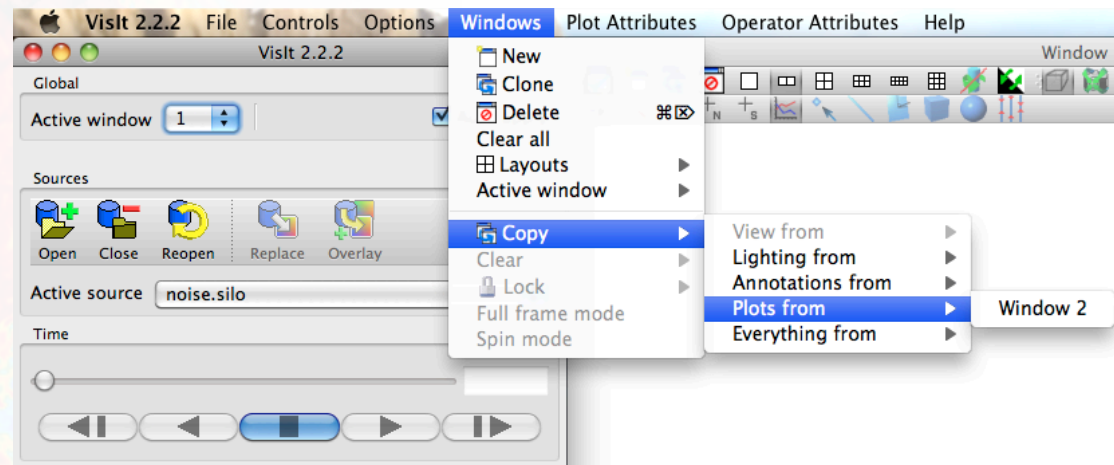 VisIt 2.2.2 File Controls Options Windows Plot Attributes Operator Attributes Help
VisIt 2.2.2
Window
Global
Active window 1
Sources
Open Close Reopen Replace Overlay
Active source noise.silo
Time
New
Clone
Delete ⌘⌦
Clear all
Layouts
Active window
Copy
Clear
Lock
Full frame mode
Spin mode
View from
Lighting from
Annotations from
Plots from
Everything from
Window 2
N
S